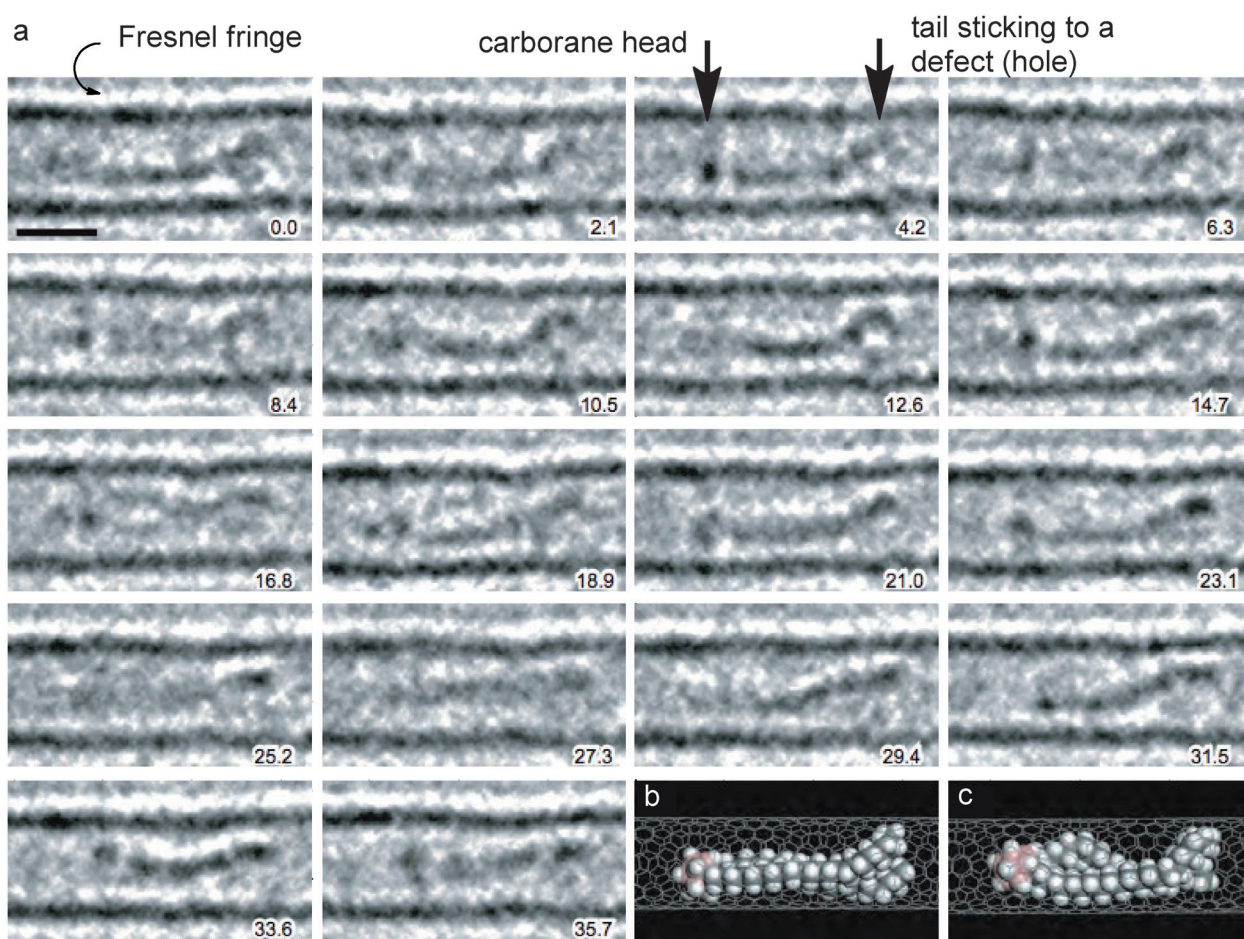 a
Fresnel fringe
carborane head
tail sticking to a
defect (hole)
0.0
2.1
4.2
6.3
8.4
10.5
12.6
14.7
16.8
18.9
21.0
23.1
25.2
27.3
29.4
31.5
33.6
35.7
b
c